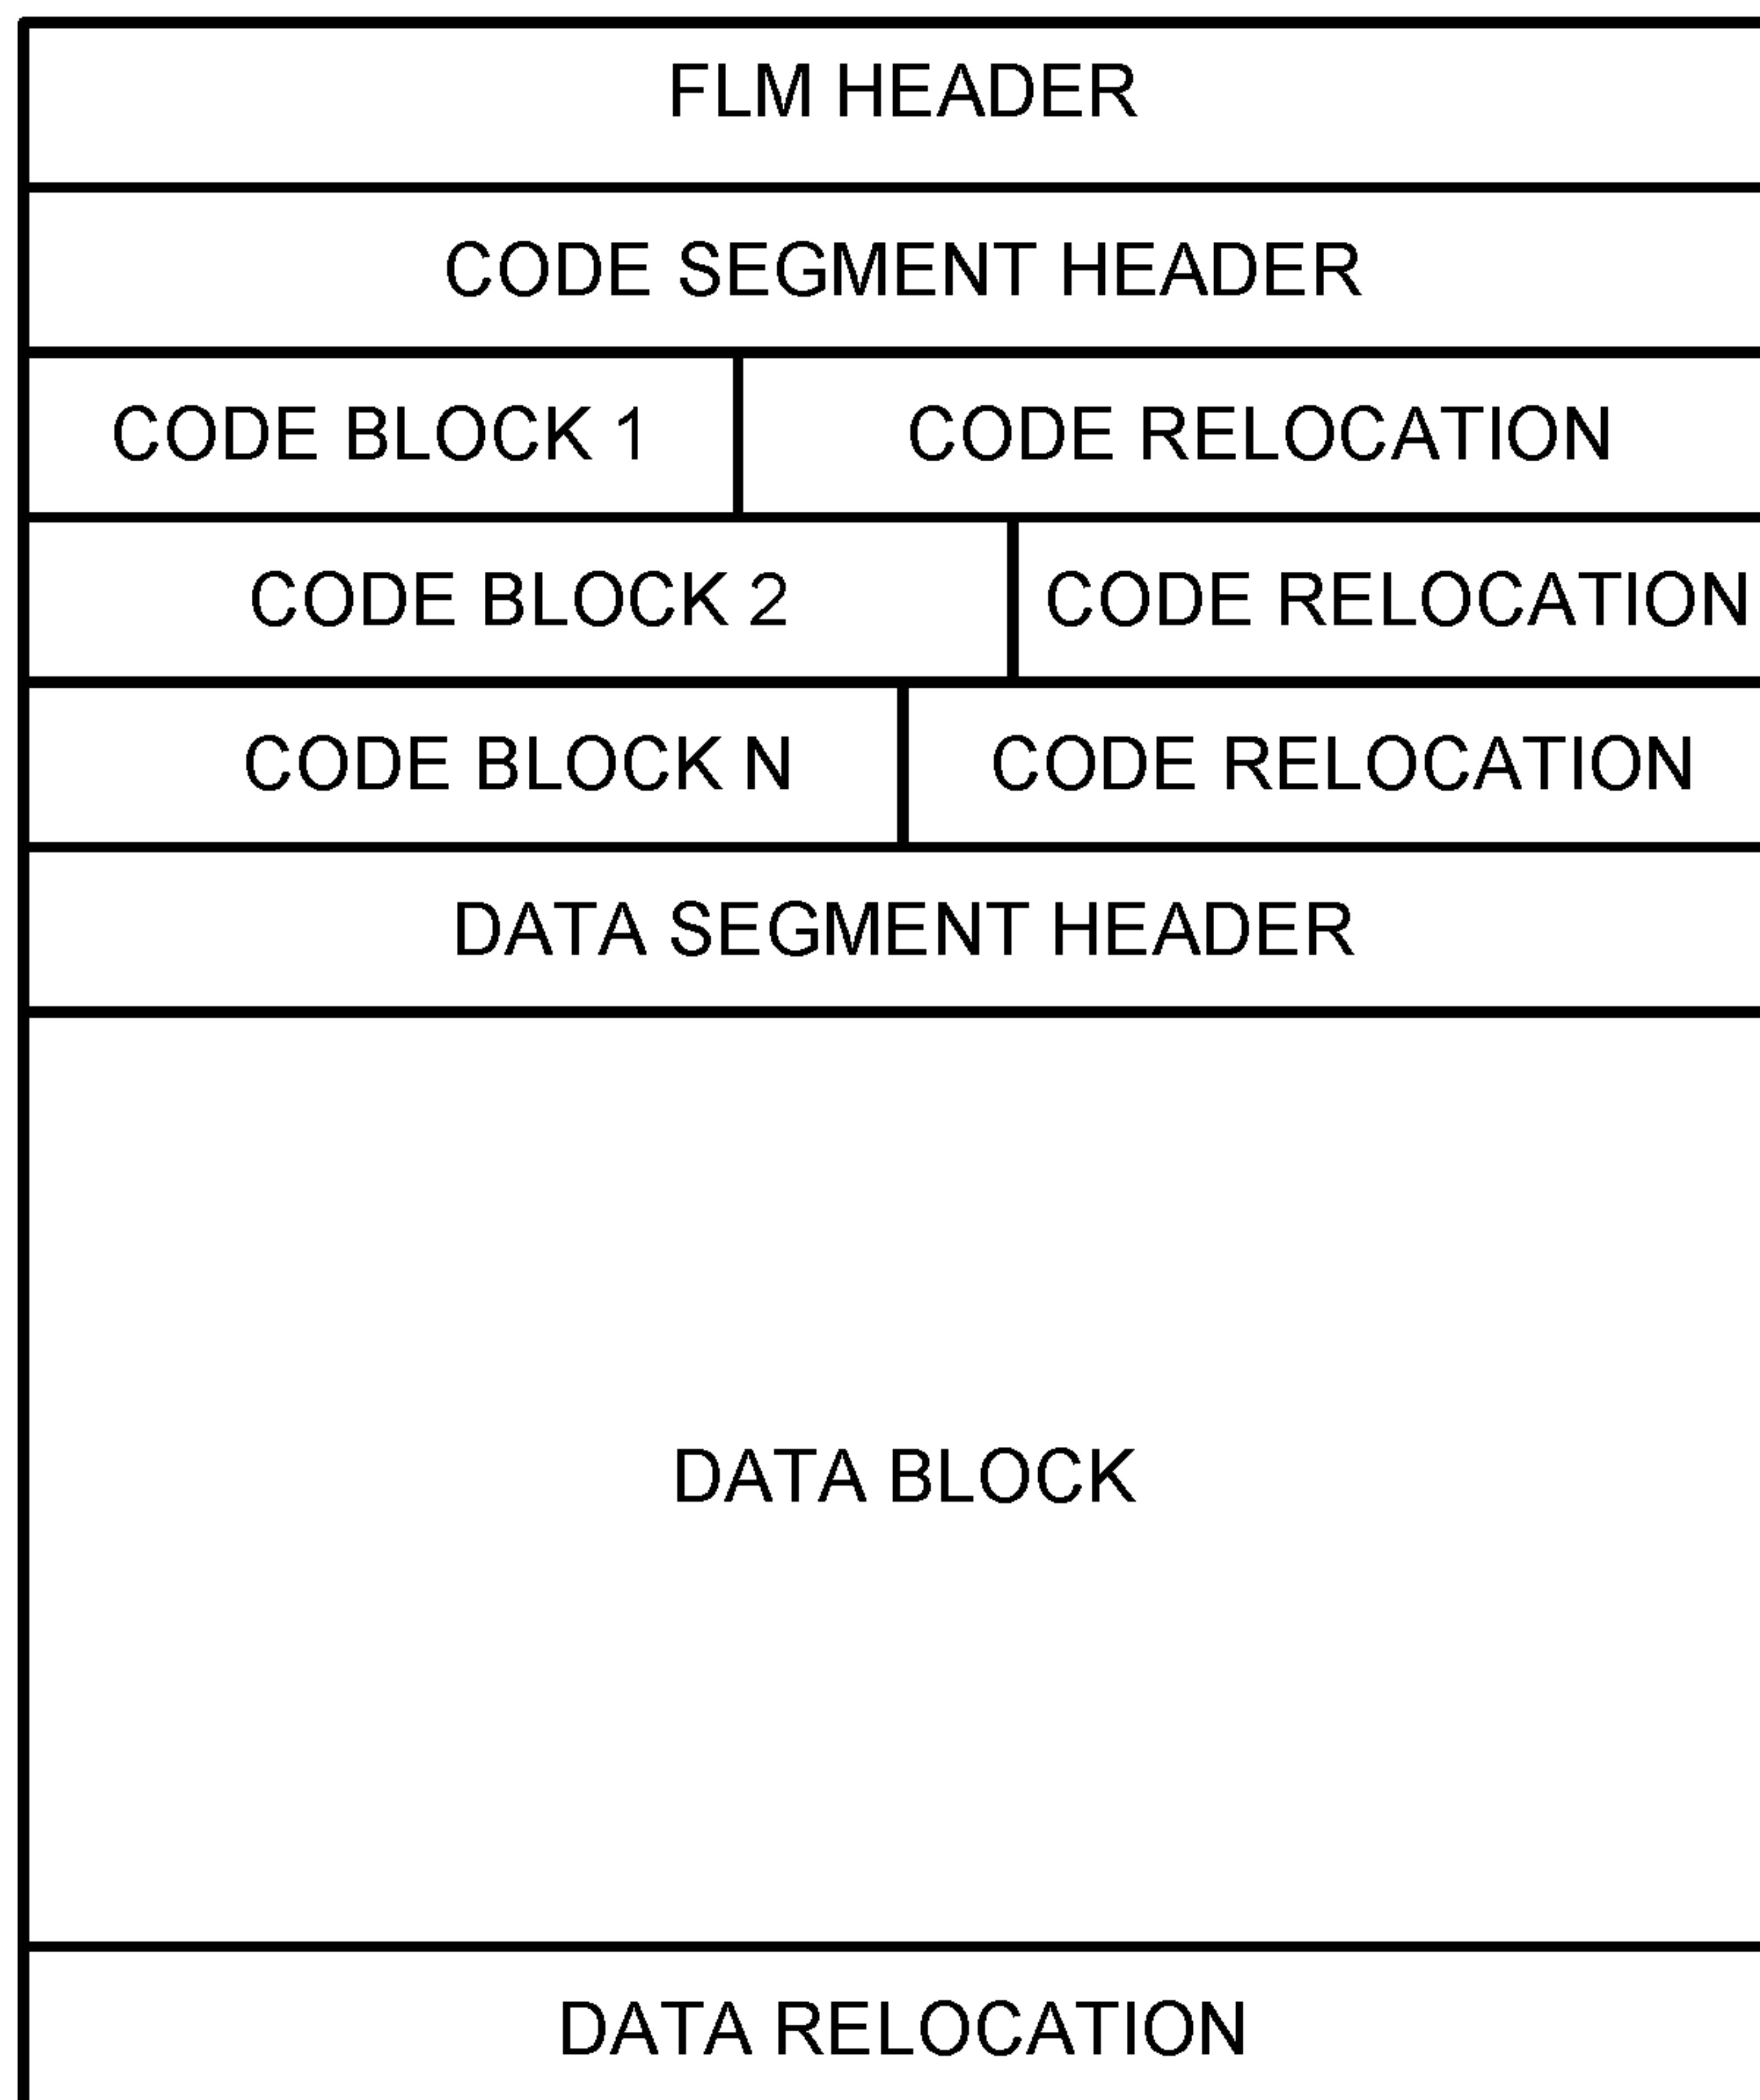 FLM HEADER
CODE SEGMENT HEADER
CODE BLOCK 1 CODE RELOCATION
CODE BLOCK 2 CODE RELOCATION
CODE BLOCK N CODE RELOCATION
DATA SEGMENT HEADER
DATA BLOCK
DATA RELOCATION